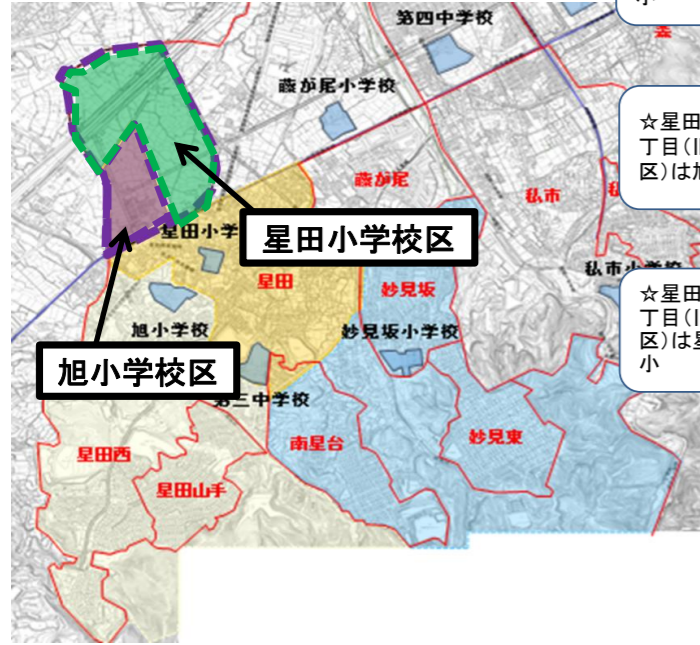 第四中学校
藤が尾小学校
☆星田
丁目(旧
区)は旭
藤が尾
私市
星田小学
星田小学校区
私市小学校
星田
妙見坂
☆星田
丁目(旧
区)は星
小
旭小学校
妙見坂小学校
旭小学校区
第三中学校
南星台
妙見東
星田西
星田山手